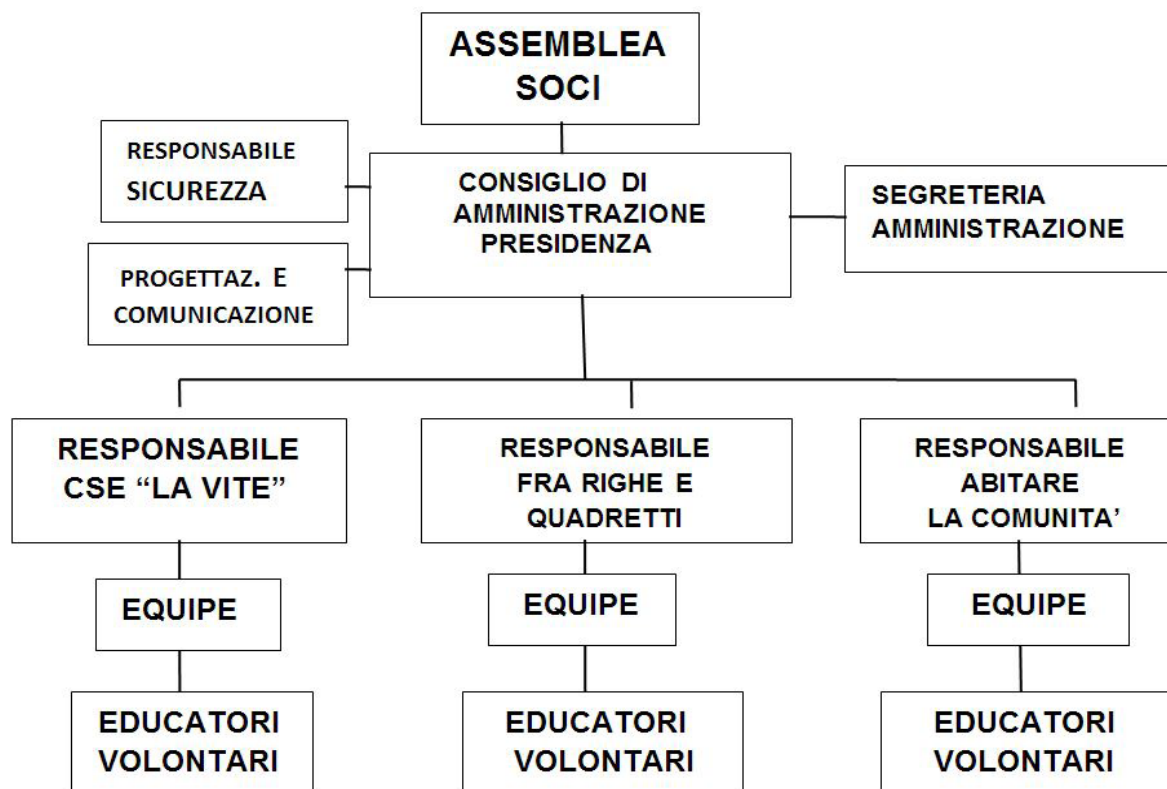 ASSEMBLEA
SOCI
RESPONSABILE
SICUREZZA
CONSIGLIO DI
AMMINISTRAZIONE
PRESIDENZA
SEGRETERIA
AMMINISTRAZIONE
PROGETTAZ. E
COMUNICAZIONE
RESPONSABILE
CSE “LA VITE”
RESPONSABILE
FRA RIGHE E
QUADRETTI
RESPONSABILE
ABITARE
LA COMUNITA’
EQUIPE
EQUIPE
EQUIPE
EDUCATORI
VOLONTARI
EDUCATORI
VOLONTARI
EDUCATORI
VOLONTARI